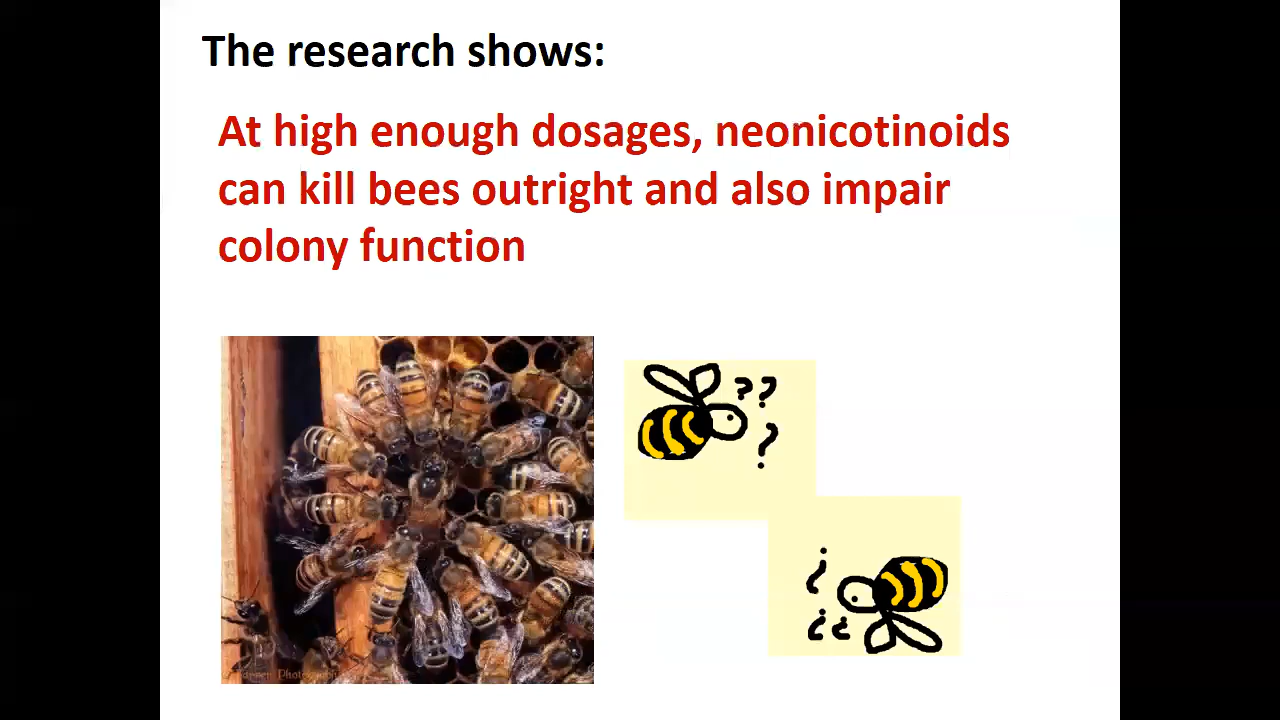 The research shows:
At high enough dosages, neonicotinoids
can kill bees outright and also impair
colony function
??
?
¿
¿¿